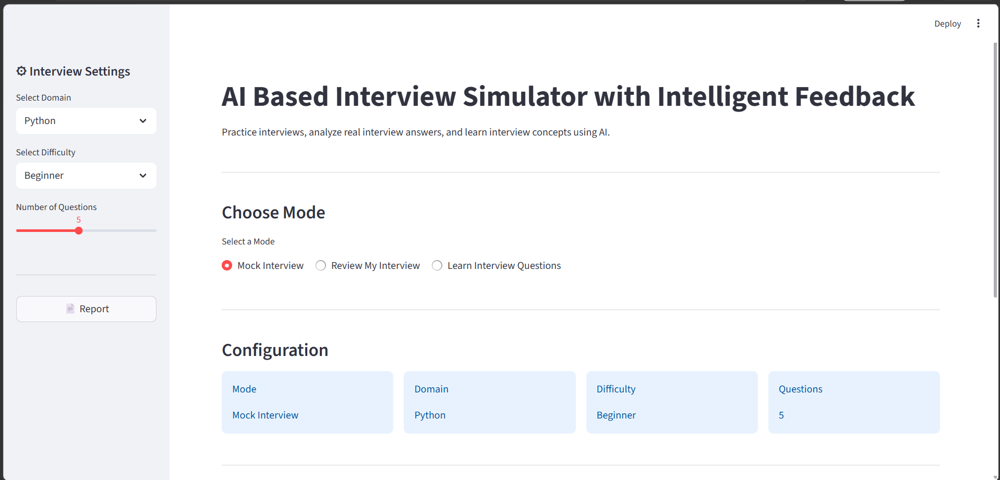 Deploy
Interview Settings
Select Domain
Python
Select Difficulty
Beginner
Number of Questions
5
Report
AI Based Interview Simulator with Intelligent Feedback
Practice interviews, analyze real interview answers, and learn interview concepts using AI.
Choose Mode
Select a Mode
Mock Interview Review My Interview Learn Interview Questions
Configuration
Mode Domain Difficulty Questions
Mock Interview Python Beginner 5